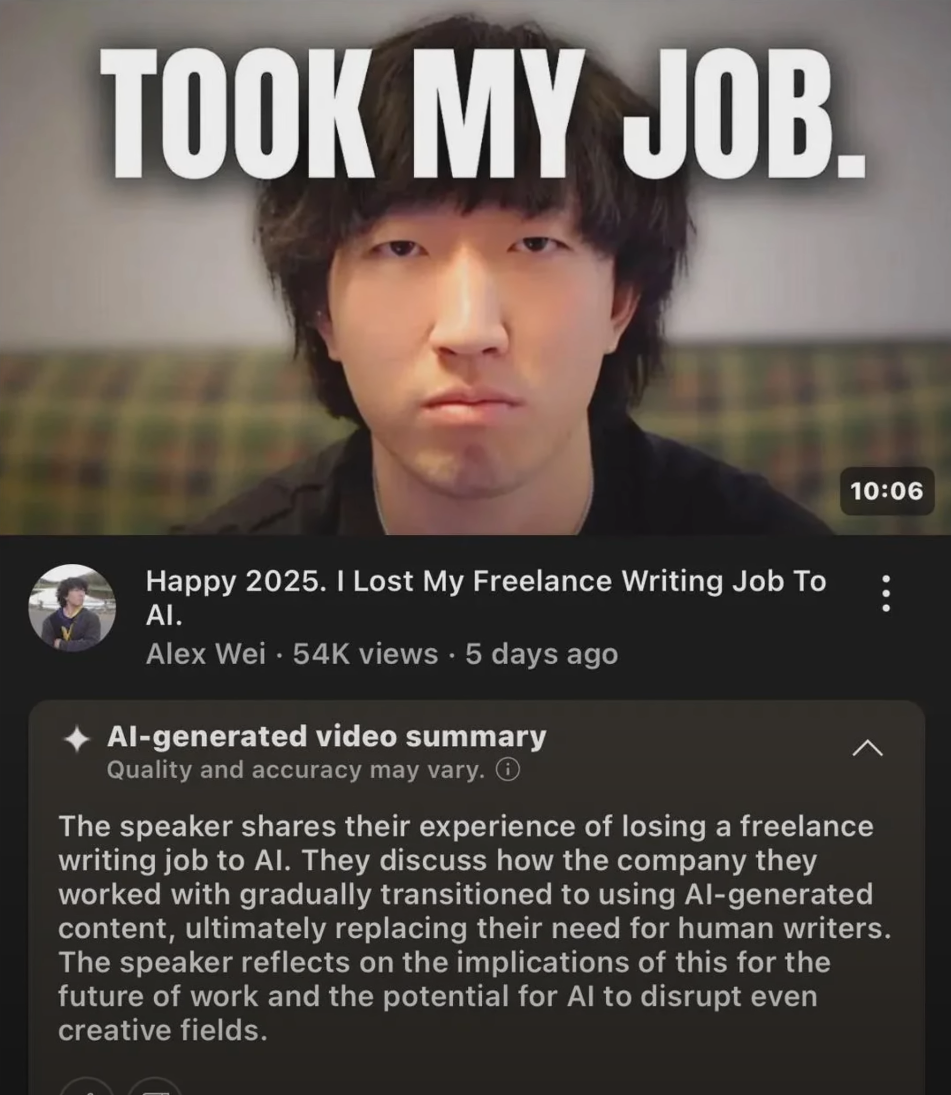 TOOK MY JOB.
10:06
Happy 2025. I Lost My Freelance Writing Job To
AI.
Alex Wei · 54K views · 5 days ago
AI-generated video summary
Quality and accuracy may vary.
The speaker shares their experience of losing a freelance
writing job to AI. They discuss how the company they
worked with gradually transitioned to using AI-generated
content, ultimately replacing their need for human writers.
The speaker reflects on the implications of this for the
future of work and the potential for AI to disrupt even
creative fields.